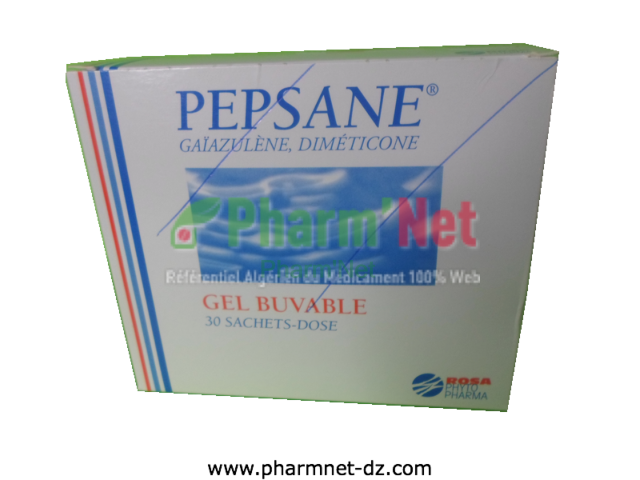 PEPSANE®
GAÏAZULÈNE, DIMÉTICONE
Pharm'Net
Référentiel Algérien du Médicament 100% Web
GEL BUVABLE
30 SACHETS-DOSE
ROSA
PHYTO
PHARMA
www.pharmnet-dz.com